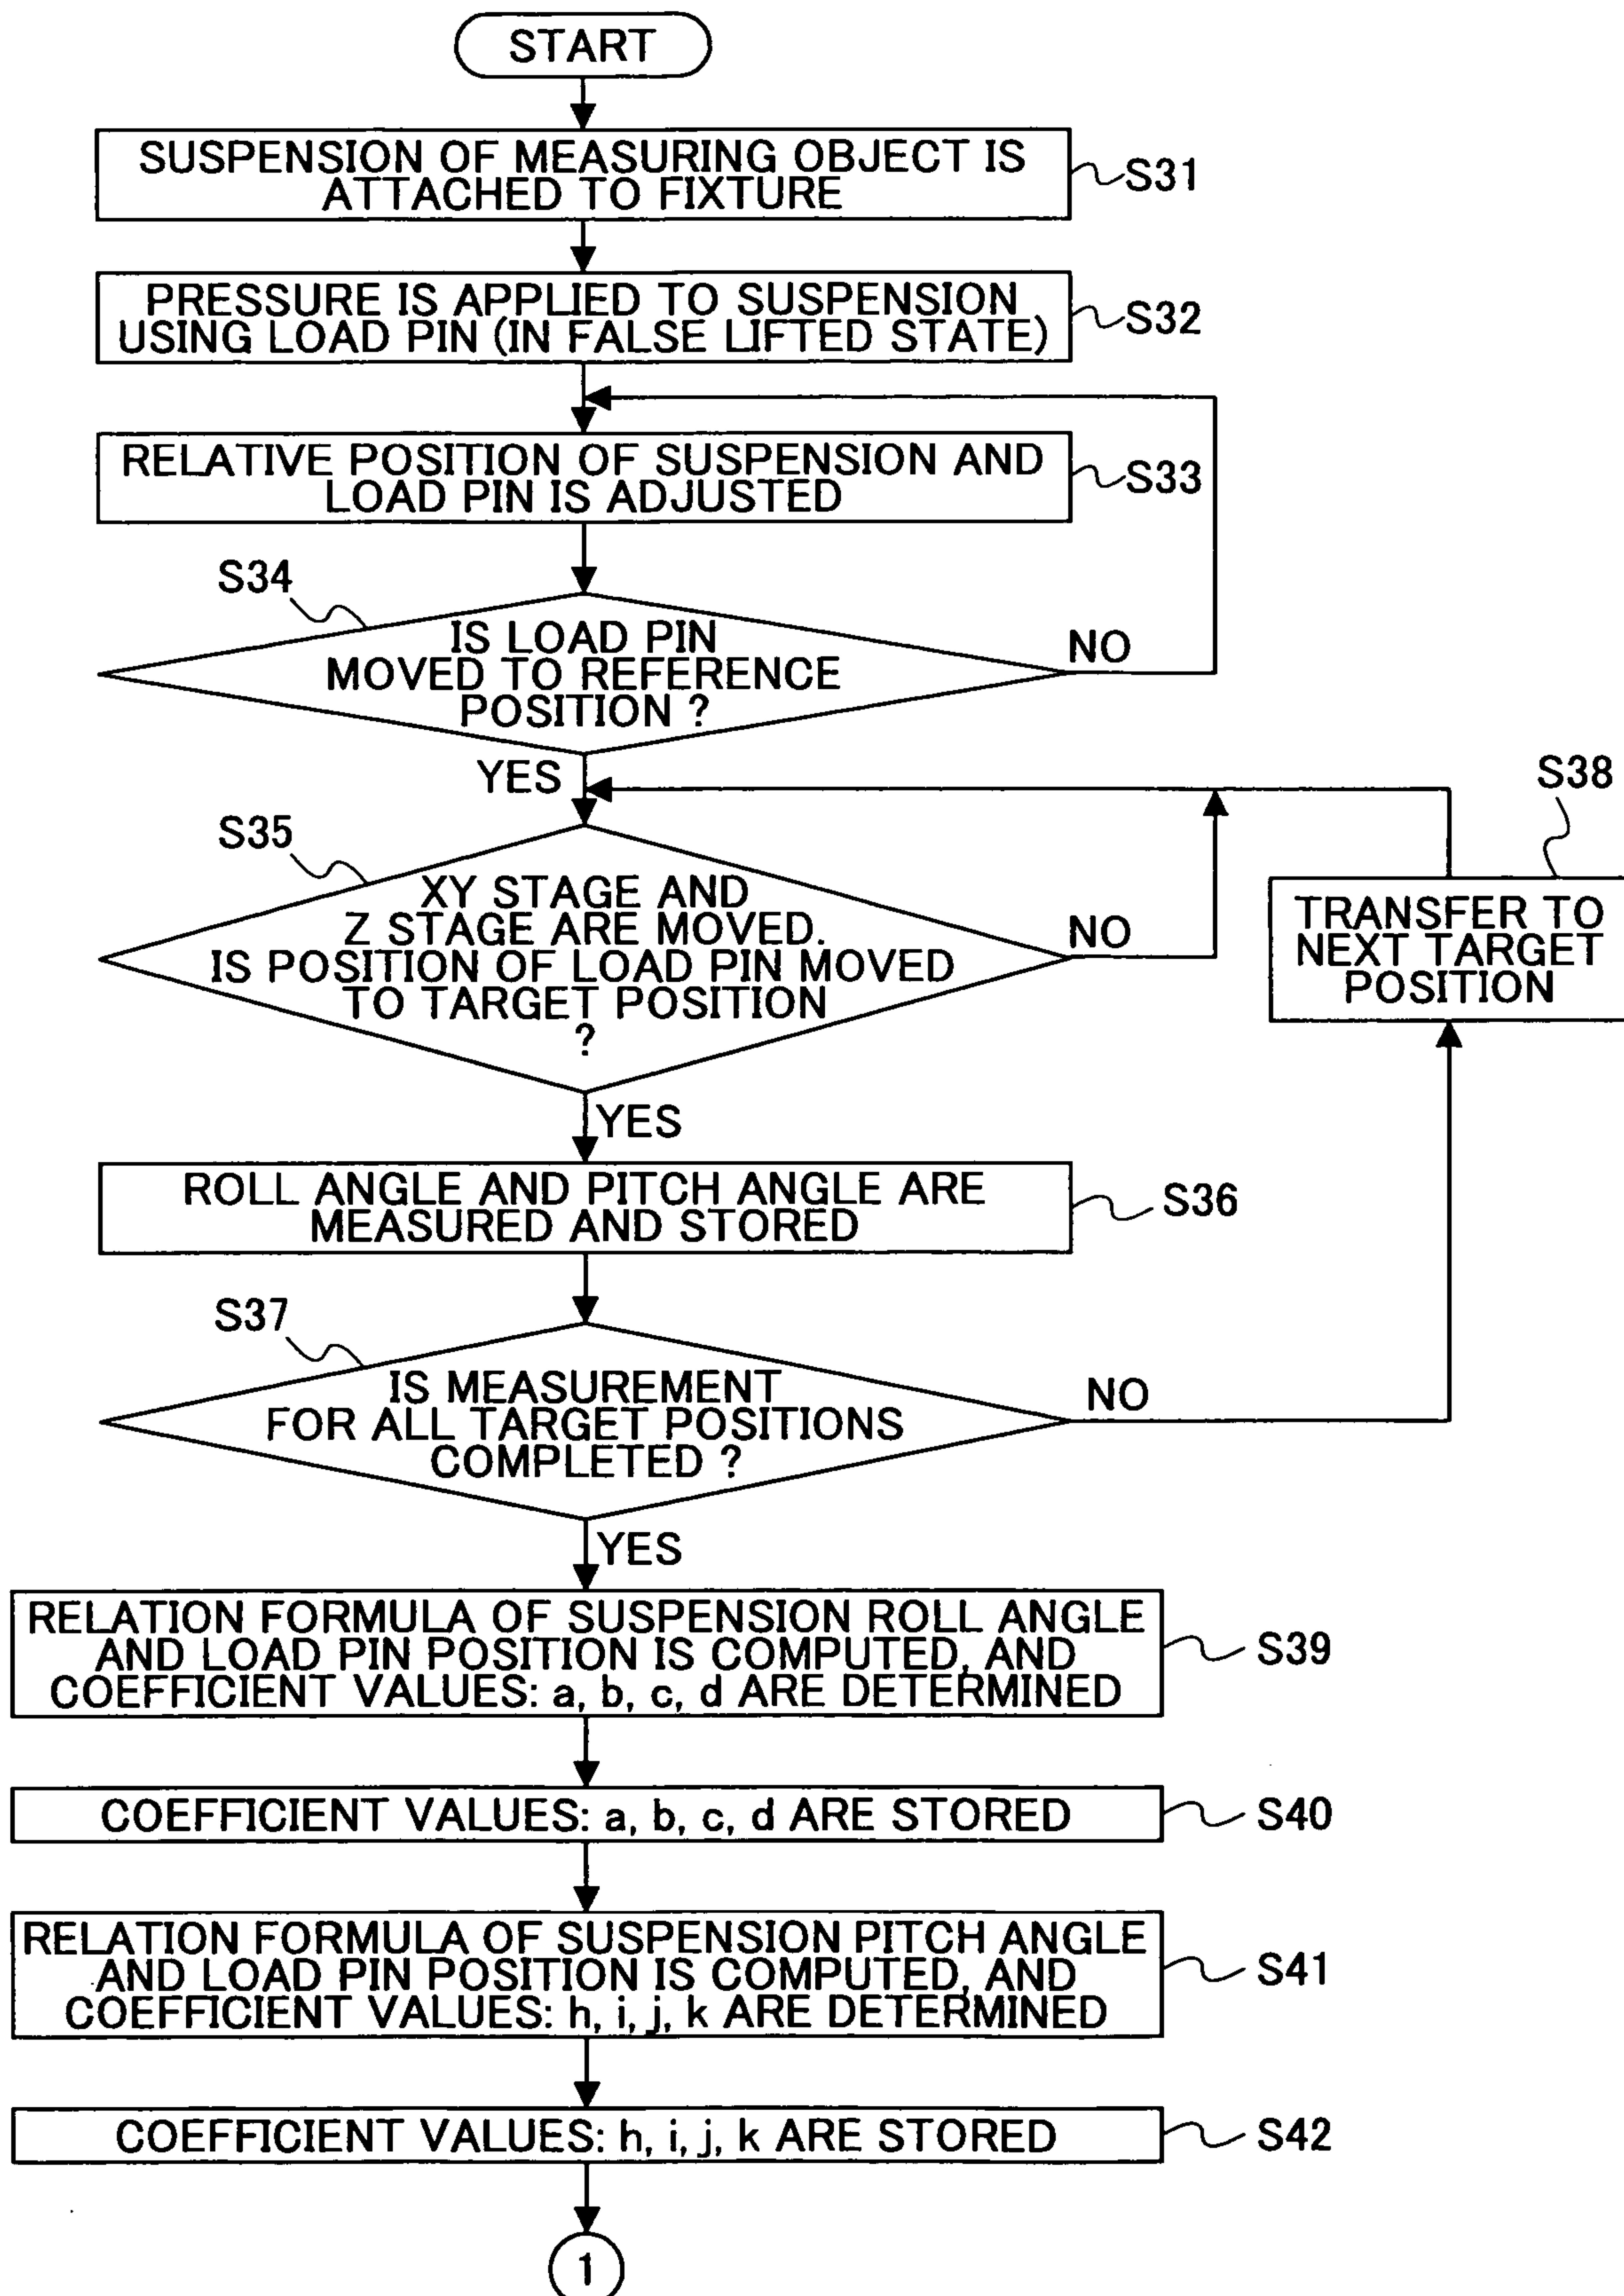 START
SUSPENSION OF MEASURING OBJECT IS
ATTACHED TO FIXTURE
S31
PRESSURE IS APPLIED TO SUSPENSION
USING LOAD PIN (IN FALSE LIFTED STATE)
S32
RELATIVE POSITION OF SUSPENSION AND
LOAD PIN IS ADJUSTED
S33
S34
IS LOAD PIN
MOVED TO REFERENCE
POSITION ?
NO
YES
S38
S35
XY STAGE AND
Z STAGE ARE MOVED.
IS POSITION OF LOAD PIN MOVED
TO TARGET POSITION
?
NO
TRANSFER TO
NEXT TARGET
POSITION
YES
ROLL ANGLE AND PITCH ANGLE ARE
MEASURED AND STORED
S36
S37
IS MEASUREMENT
FOR ALL TARGET POSITIONS
COMPLETED ?
NO
YES
RELATION FORMULA OF SUSPENSION ROLL ANGLE
AND LOAD PIN POSITION IS COMPUTED, AND
COEFFICIENT VALUES: a, b, c, d ARE DETERMINED
S39
COEFFICIENT VALUES: a, b, c, d ARE STORED
S40
RELATION FORMULA OF SUSPENSION PITCH ANGLE
AND LOAD PIN POSITION IS COMPUTED, AND
COEFFICIENT VALUES: h, i, j, k ARE DETERMINED
S41
COEFFICIENT VALUES: h, i, j, k ARE STORED
S42
1